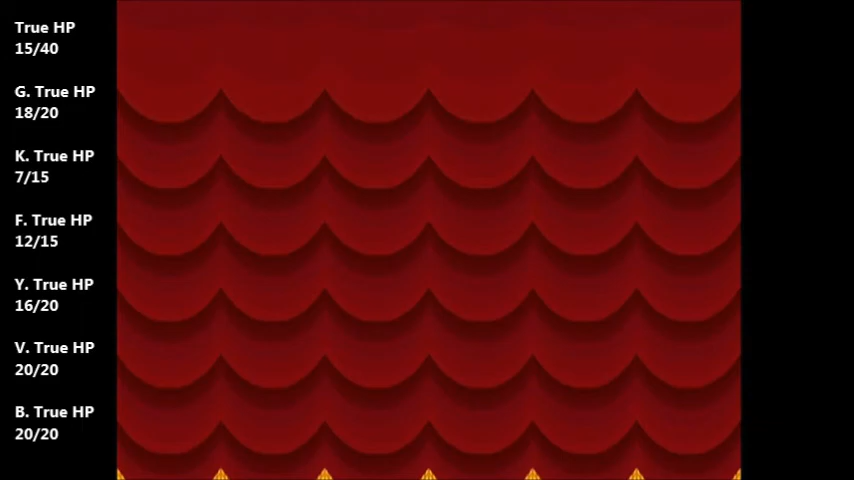 True HP
15/40
G. True HP
18/20
K. True HP
7/15
F. True HP
12/15
Y. True HP
16/20
V. True HP
20/20
B. True HP
20/20